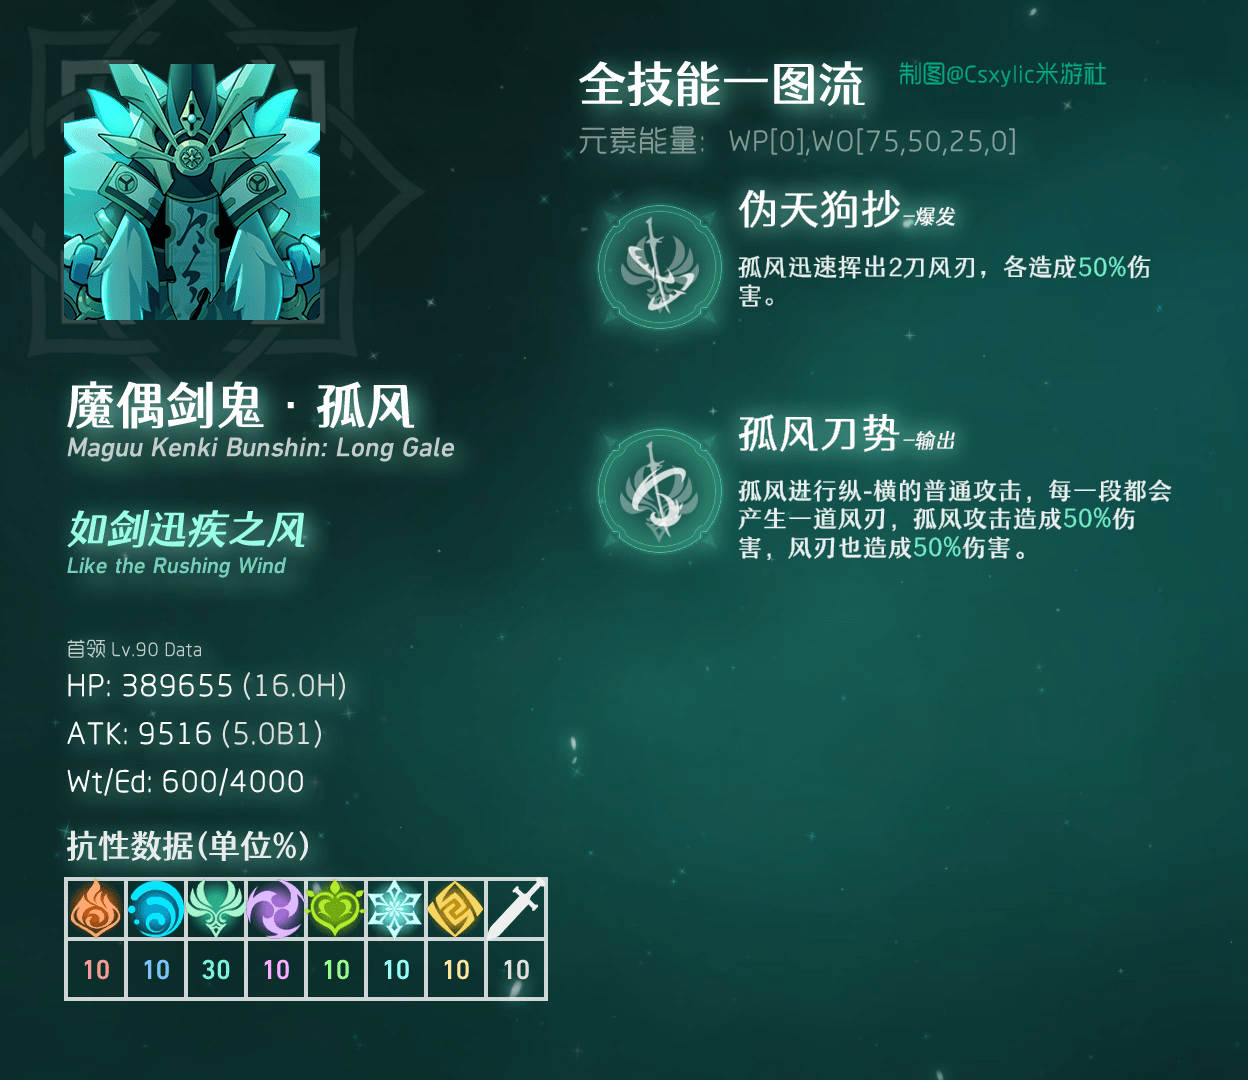 全技能一图流
制图@Csxylic米游社
元素能量: WP[0],WO[75,50,25,0]
伪天狗抄-爆发
孤风迅速挥出2刀风刃，各造成50%伤
害。
孤风刀势-输出
孤风进行纵-横的普通攻击，每一段都会
产生一道风刃，孤风攻击造成50%伤
害，风刃也造成50%伤害。
魔偶剑鬼·孤风
Maguu Kenki Bunshin: Long Gale
如剑迅疾之风
Like the Rushing Wind
首领 Lv.90 Data
HP: 389655 (16.0H)
ATK: 9516 (5.0B1)
Wt/Ed: 600/4000
抗性数据(单位%)
10 10 30 10 10 10 10 10